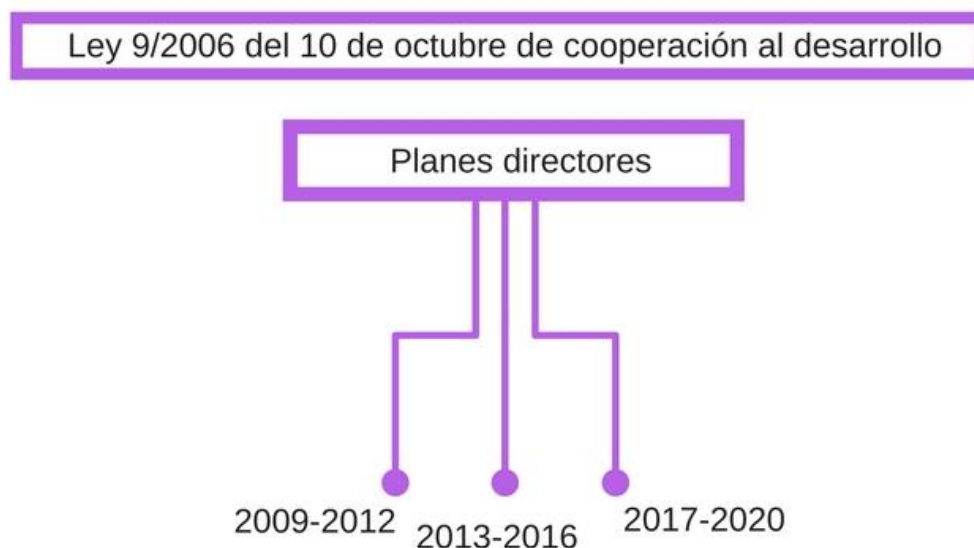 Ley 9/2006 del 10 de octubre de cooperación al desarrollo
Planes directores
2009-2012
2013-2016
2017-2020